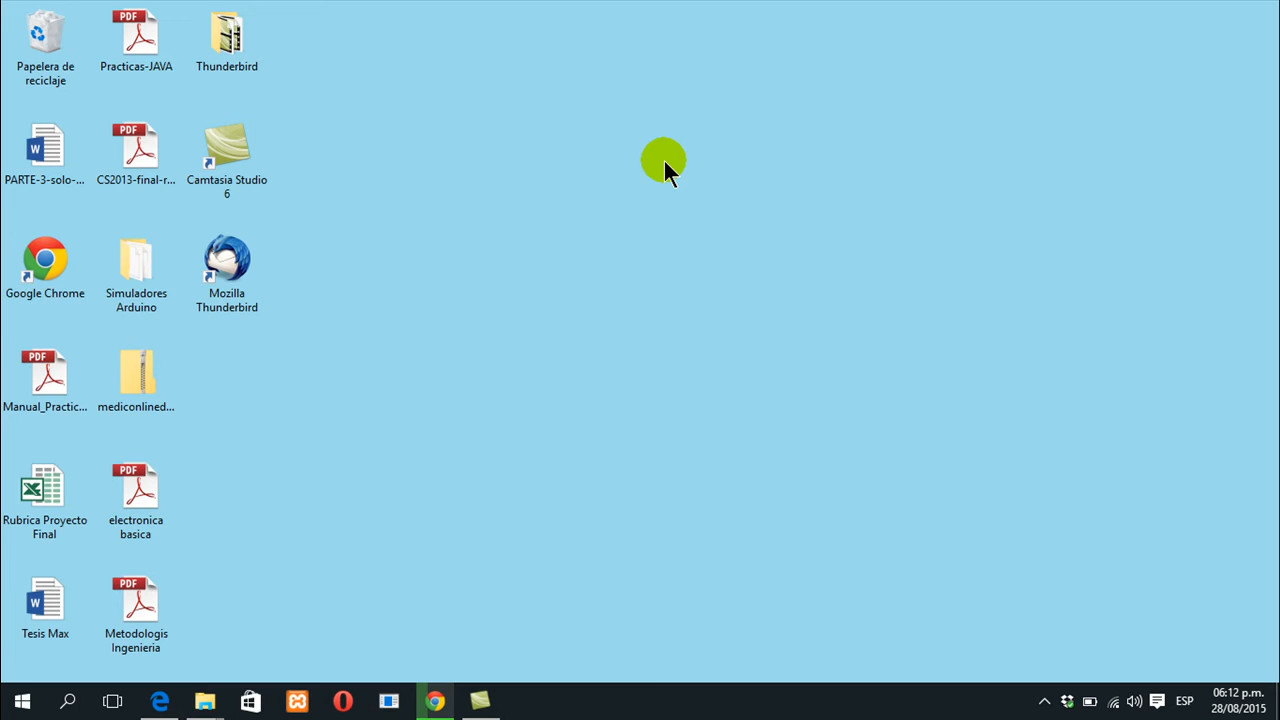 Papelera de
reciclaje
PDF
Practicas-JAVA
Thunderbird
W
PARTE-3-solo-...
PDF
CS2013-final-r...
Camtasia Studio
6
Google Chrome
Simuladores
Arduino
Mozilla
Thunderbird
PDF
Manual_Practic...
mediconlined...
X
Rubrica Proyecto
Final
PDF
electronica
basica
W
Tesis Max
PDF
Metodologis
Ingenieria
ESP
06:12 p.m.
28/08/2015